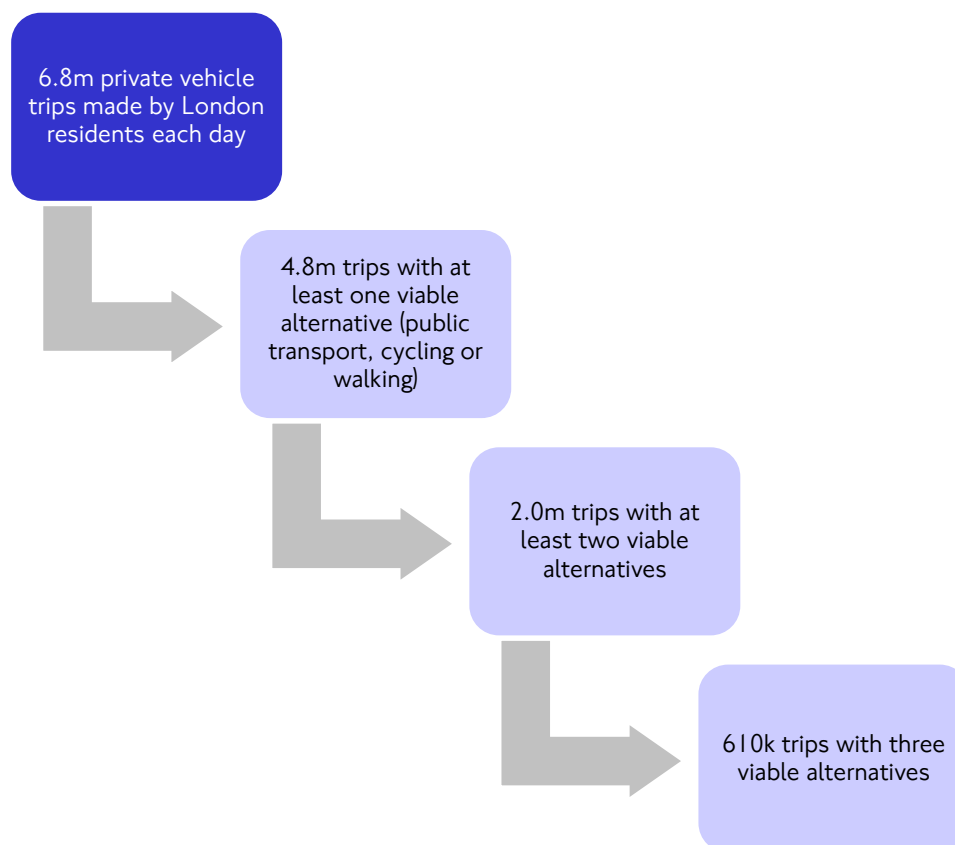 6.8m private vehicle
trips made by London
residents each day
4.8m trips with at
least one viable
alternative (public
transport, cycling or
walking)
2.0m trips with at
least two viable
alternatives
610k trips with three
viable alternatives